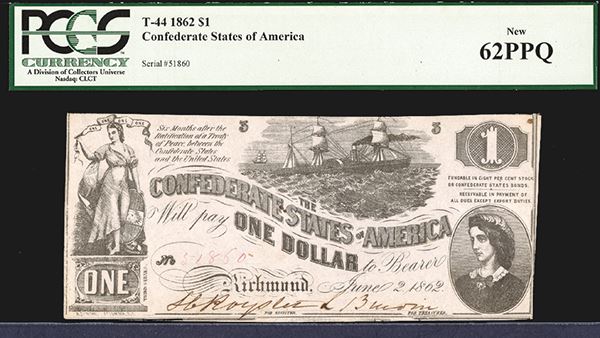 PCGS
CURRENCY
A Division of Collectors Universe
Nasdaq: CLCT
T-44 1862 $1
Confederate States of America
Serial #51860
New
62PPQ
3
3
Six Months after the
Ratification of a Treaty
of Peace between the
Confederate States
and the United States
1
FUNDABLE IN EIGHT PER CENT STOCK
OR CONFEDERATE STATES BONDS.
RECEIVABLE IN PAYMENT OF
ALL DUES EXCEPT EXPORT DUTIES.
THE
CONFEDERATE STATES OF AMERICA
Will pay ONE DOLLAR to Bearer
No 51860
Richmond, June 2, 1862
ONE
FOR REGISTER.
FOR TREASURER.